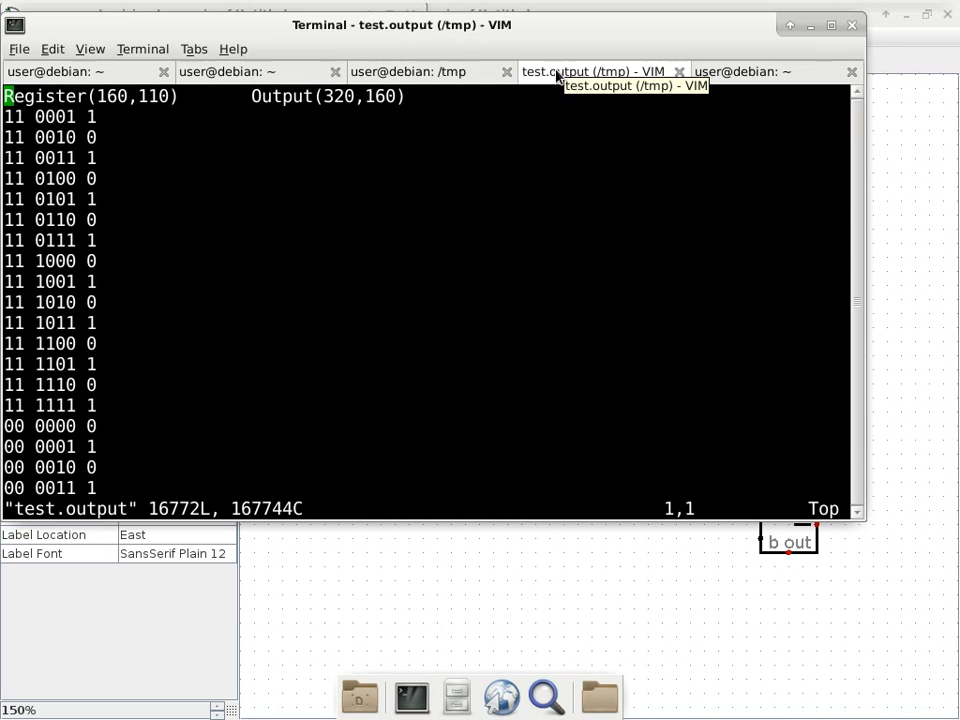 Terminal - test.output (/tmp) - VIM
File Edit View Terminal Tabs Help
user@debian: ~ user@debian: ~ user@debian: /tmp test.output (/tmp) - VIM user@debian: ~
test.output (/tmp) - VIM
Register(160,110) Output(320,160)
11 0001 1
11 0010 0
11 0011 1
11 0100 0
11 0101 1
11 0110 0
11 0111 1
11 1000 0
11 1001 1
11 1010 0
11 1011 1
11 1100 0
11 1101 1
11 1110 0
11 1111 1
00 0000 0
00 0001 1
00 0010 0
00 0011 1
"test.output" 16772L, 167744C 1,1 Top
Label Location East
Label Font SansSerif Plain 12
b out
150%